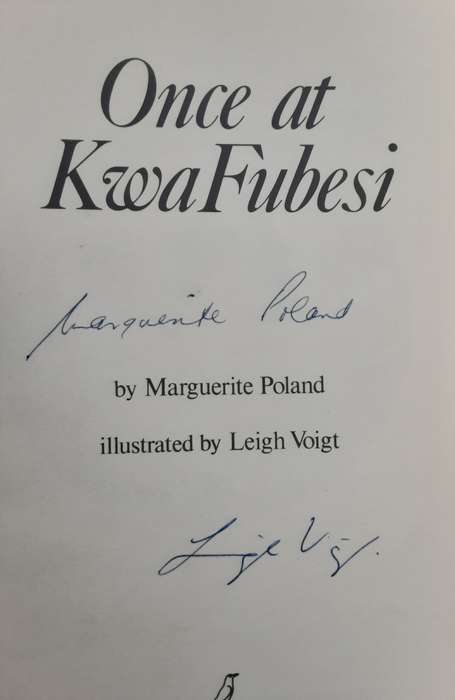 Once at
KwaFubesi
Marguerite Poland
by Marguerite Poland
illustrated by Leigh Voigt
Leigh Voigt.